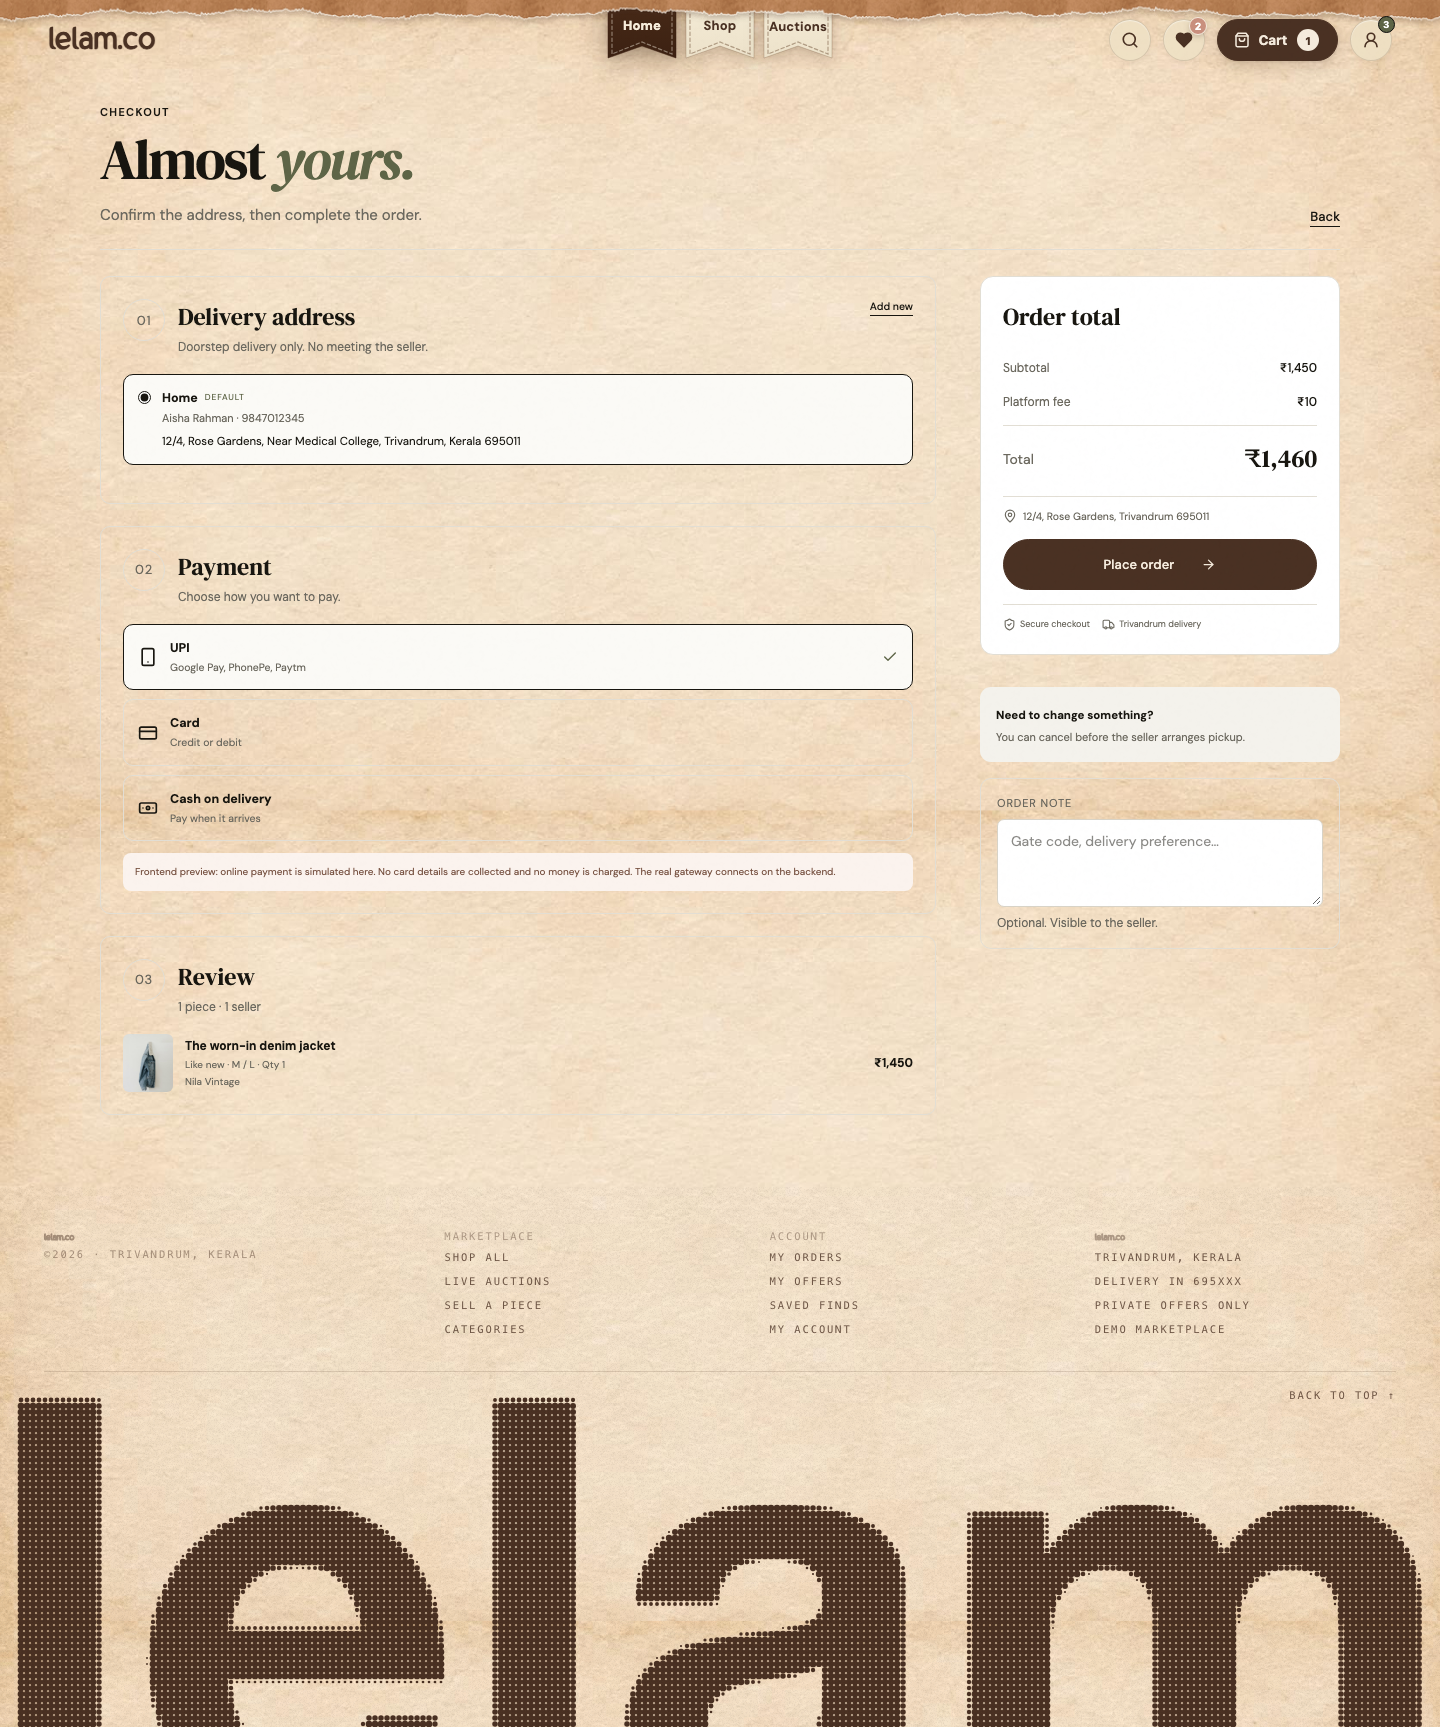 lelam.co
Home
Shop
Auctions
2
Cart 1
3
CHECKOUT
Almost yours.
Confirm the address, then complete the order.
Back
01
Delivery address
Add new
Doorstep delivery only. No meeting the seller.
Home DEFAULT
Aisha Rahman · 9847012345
12/4, Rose Gardens, Near Medical College, Trivandrum, Kerala 695011
02
Payment
Choose how you want to pay.
UPI
Google Pay, PhonePe, Paytm
Card
Credit or debit
Cash on delivery
Pay when it arrives
Frontend preview: online payment is simulated here. No card details are collected and no money is charged. The real gateway connects on the backend.
03
Review
1 piece · 1 seller
The worn-in denim jacket
Like new · M / L · Qty 1
Nila Vintage
₹1,450
Order total
Subtotal ₹1,450
Platform fee ₹10
Total ₹1,460
12/4, Rose Gardens, Trivandrum 695011
Place order →
Secure checkout Trivandrum delivery
Need to change something?
You can cancel before the seller arranges pickup.
ORDER NOTE
Gate code, delivery preference…
Optional. Visible to the seller.
lelam.co
©2026 · TRIVANDRUM, KERALA
MARKETPLACE
SHOP ALL
LIVE AUCTIONS
SELL A PIECE
CATEGORIES
ACCOUNT
MY ORDERS
MY OFFERS
SAVED FINDS
MY ACCOUNT
lelam.co
TRIVANDRUM, KERALA
DELIVERY IN 695XXX
PRIVATE OFFERS ONLY
DEMO MARKETPLACE
BACK TO TOP ↑
lelam